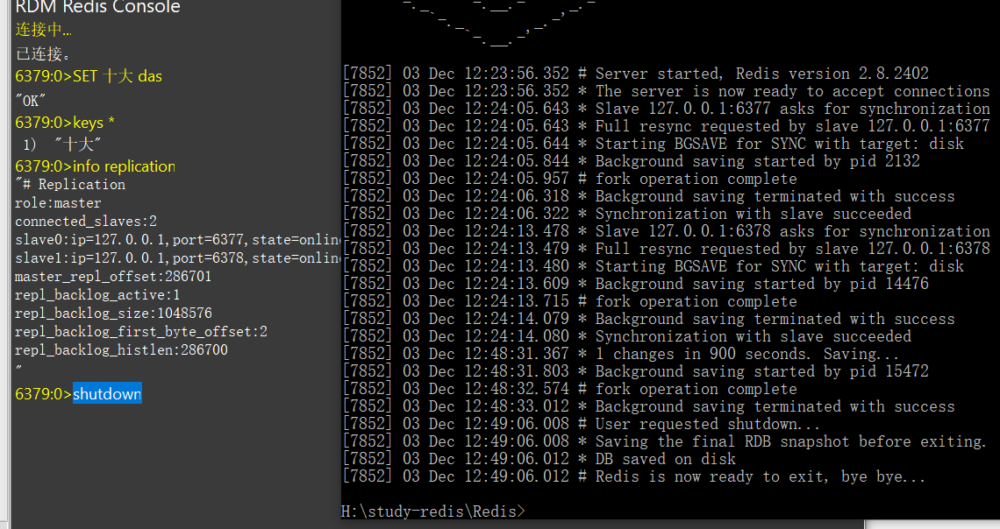 RDM Redis Console
连接中...
已连接。
6379:0>SET 十大 das
"OK"
6379:0>keys *
1) "十大"
6379:0>info replication
"# Replication
role:master
connected_slaves:2
slave0:ip=127.0.0.1,port=6377,state=online
slave1:ip=127.0.0.1,port=6378,state=online
master_repl_offset:286701
repl_backlog_active:1
repl_backlog_size:1048576
repl_backlog_first_byte_offset:2
repl_backlog_histlen:286700
"
6379:0>shutdown
[7852] 03 Dec 12:23:56.352 # Server started, Redis version 2.8.2402
[7852] 03 Dec 12:23:56.352 * The server is now ready to accept connections
[7852] 03 Dec 12:24:05.643 * Slave 127.0.0.1:6377 asks for synchronization
[7852] 03 Dec 12:24:05.643 * Full resync requested by slave 127.0.0.1:6377
[7852] 03 Dec 12:24:05.644 * Starting BGSAVE for SYNC with target: disk
[7852] 03 Dec 12:24:05.844 * Background saving started by pid 2132
[7852] 03 Dec 12:24:05.957 # fork operation complete
[7852] 03 Dec 12:24:06.318 * Background saving terminated with success
[7852] 03 Dec 12:24:06.322 * Synchronization with slave succeeded
[7852] 03 Dec 12:24:13.478 * Slave 127.0.0.1:6378 asks for synchronization
[7852] 03 Dec 12:24:13.479 * Full resync requested by slave 127.0.0.1:6378
[7852] 03 Dec 12:24:13.480 * Starting BGSAVE for SYNC with target: disk
[7852] 03 Dec 12:24:13.609 * Background saving started by pid 14476
[7852] 03 Dec 12:24:13.715 # fork operation complete
[7852] 03 Dec 12:24:14.079 * Background saving terminated with success
[7852] 03 Dec 12:24:14.080 * Synchronization with slave succeeded
[7852] 03 Dec 12:48:31.367 * 1 changes in 900 seconds. Saving...
[7852] 03 Dec 12:48:31.803 * Background saving started by pid 15472
[7852] 03 Dec 12:48:32.574 # fork operation complete
[7852] 03 Dec 12:48:33.012 * Background saving terminated with success
[7852] 03 Dec 12:49:06.008 # User requested shutdown...
[7852] 03 Dec 12:49:06.008 * Saving the final RDB snapshot before exiting.
[7852] 03 Dec 12:49:06.012 * DB saved on disk
[7852] 03 Dec 12:49:06.012 # Redis is now ready to exit, bye bye...
H:\study-redis\Redis>